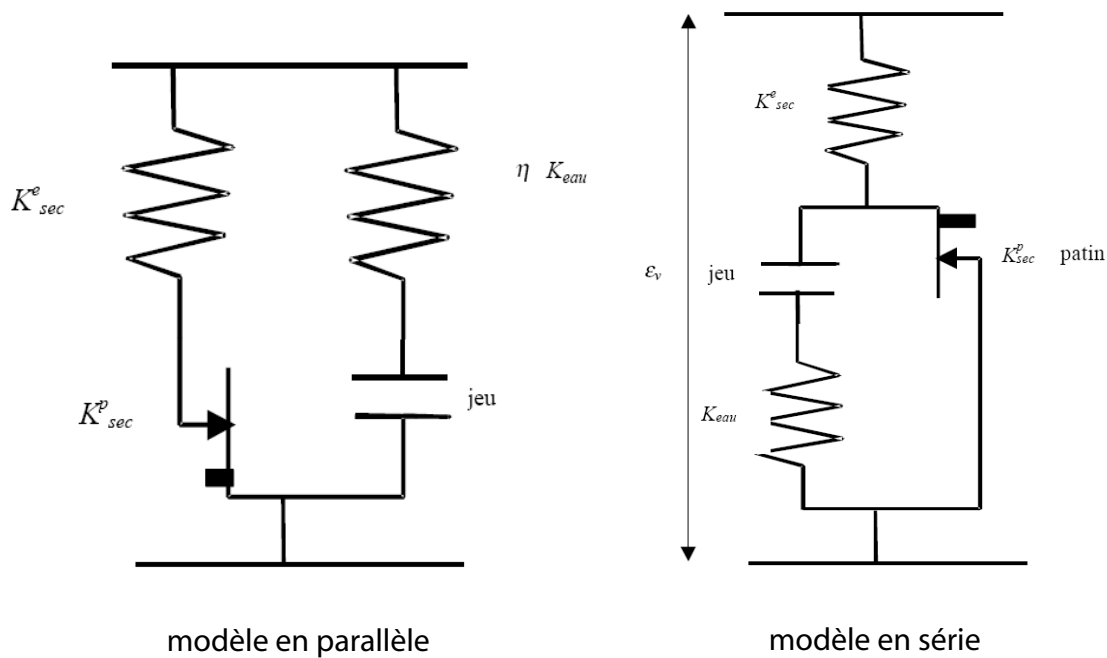 K^e_sec
η K_eau
K^p_sec
jeu
modèle en parallèle
K^e_sec
ε_v
jeu
K^p_sec patin
K_eau
modèle en série